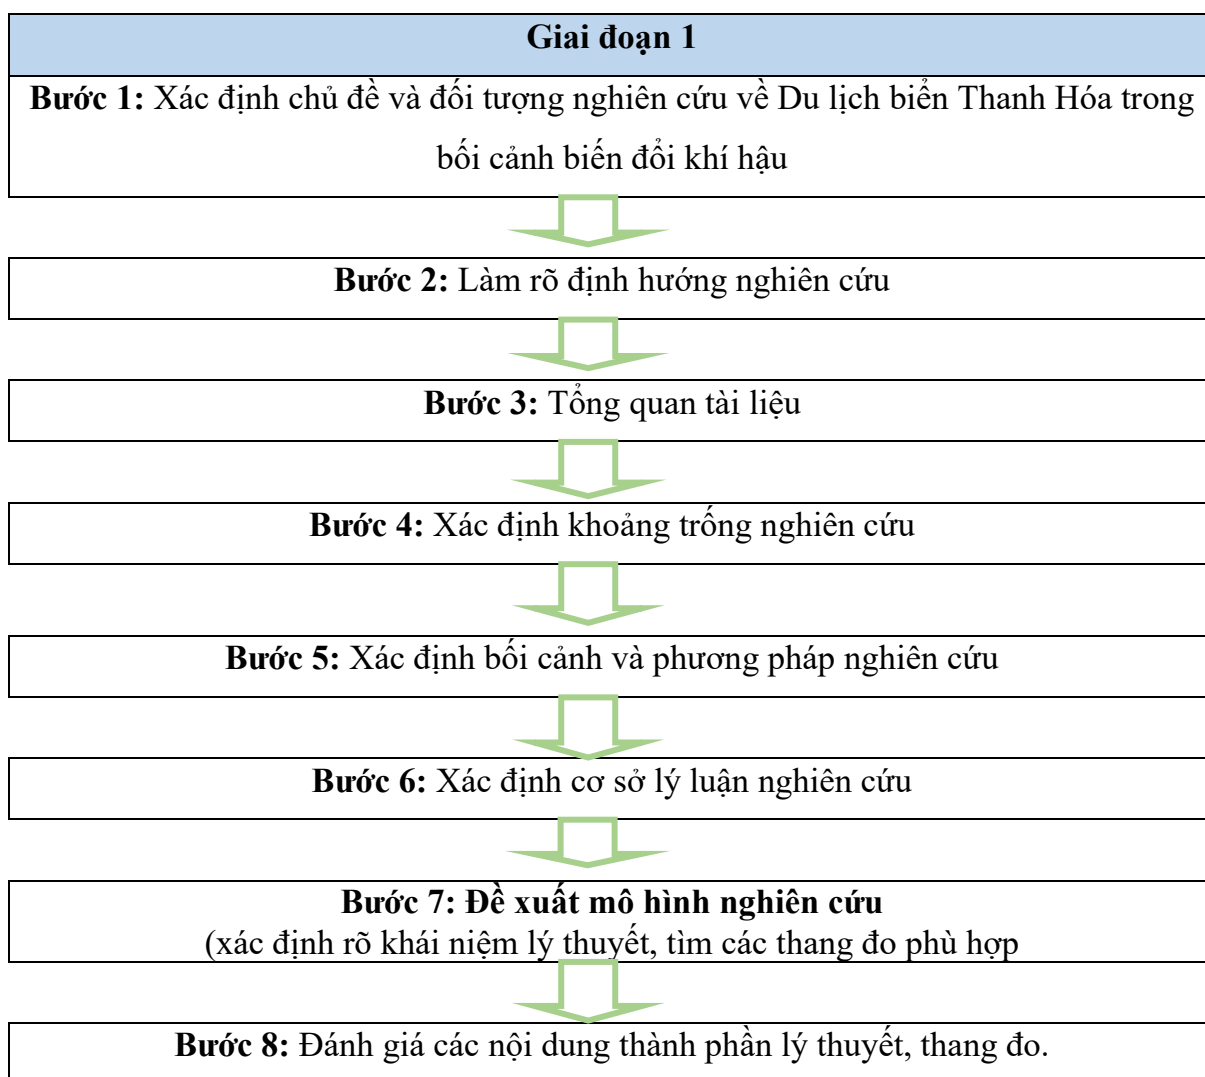 Giai đoạn 1
Bước 1: Xác định chủ đề và đối tượng nghiên cứu về Du lịch biển Thanh Hóa trong
bối cảnh biến đổi khí hậu
Bước 2: Làm rõ định hướng nghiên cứu
Bước 3: Tổng quan tài liệu
Bước 4: Xác định khoảng trống nghiên cứu
Bước 5: Xác định bối cảnh và phương pháp nghiên cứu
Bước 6: Xác định cơ sở lý luận nghiên cứu
Bước 7: Đề xuất mô hình nghiên cứu
(xác định rõ khái niệm lý thuyết, tìm các thang đo phù hợp
Bước 8: Đánh giá các nội dung thành phần lý thuyết, thang đo.